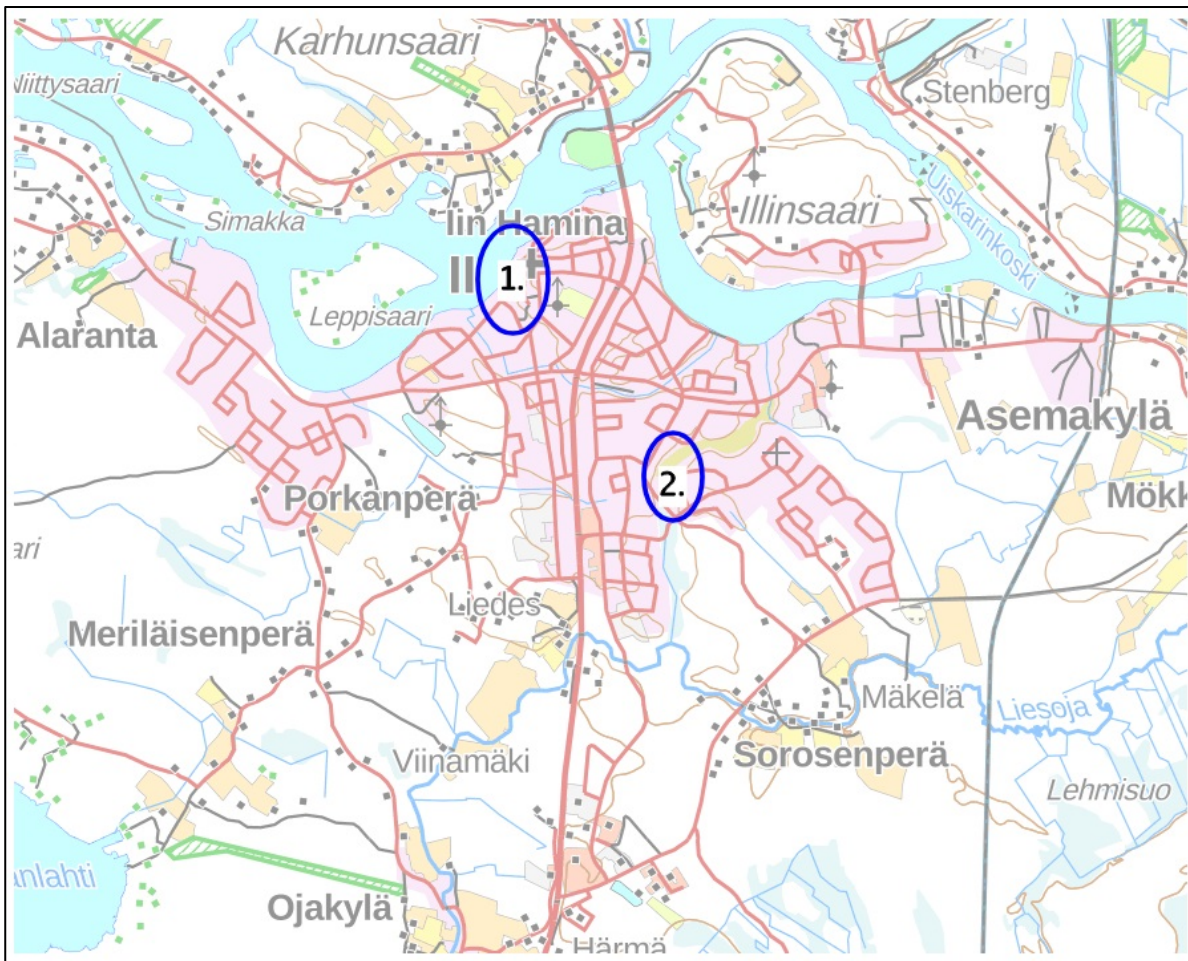 Karhunsaari
Niittysaari
Stenberg
Simakka
Iin Hamina
Illinsaari
Uiskarinkoski
II
1.
Leppisaari
Alaranta
Asemakylä
2.
Porkanperä
Mökk
ari
Liedes
Meriläisenperä
Mäkelä
Liesoja
Viinamäki
Sorosenperä
Lehmisuo
anlahti
Ojakylä
Härmä